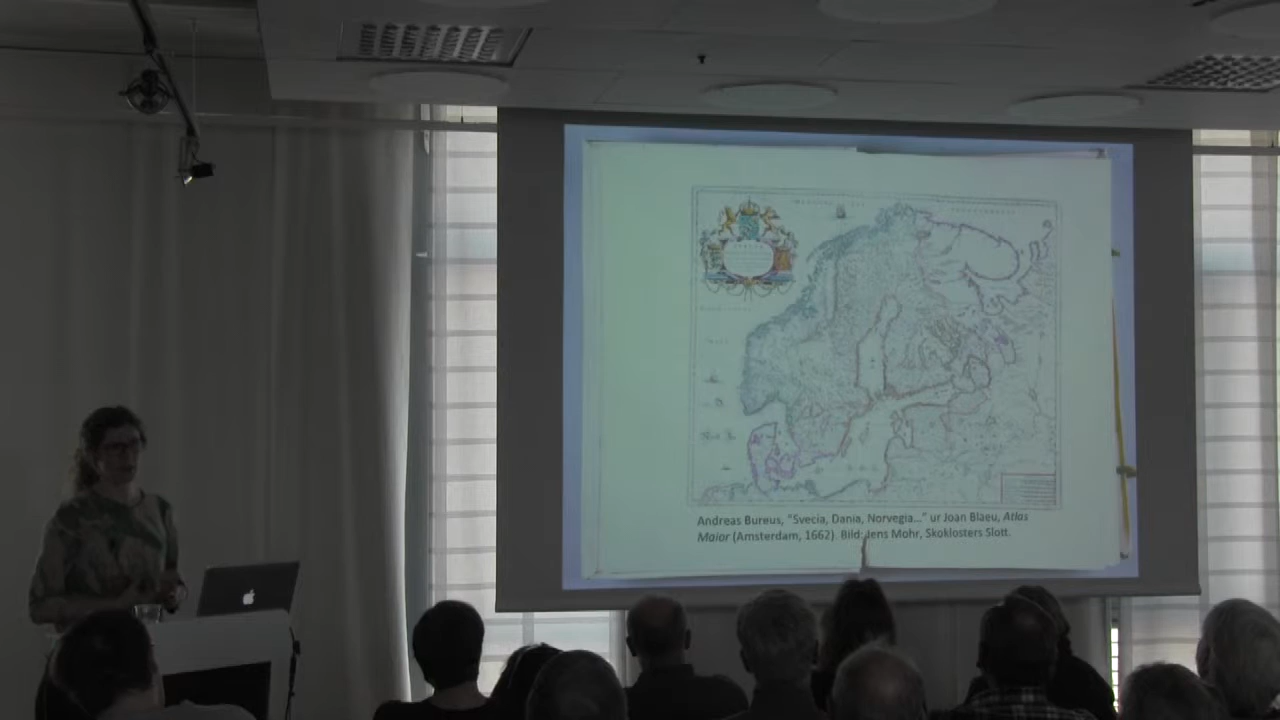 Andreas Bureus, "Svecia, Dania, Norvegia..." ur Joan Blaeu, Atlas
Maior (Amsterdam, 1662). Bild: Jens Mohr, Skoklosters Slott.